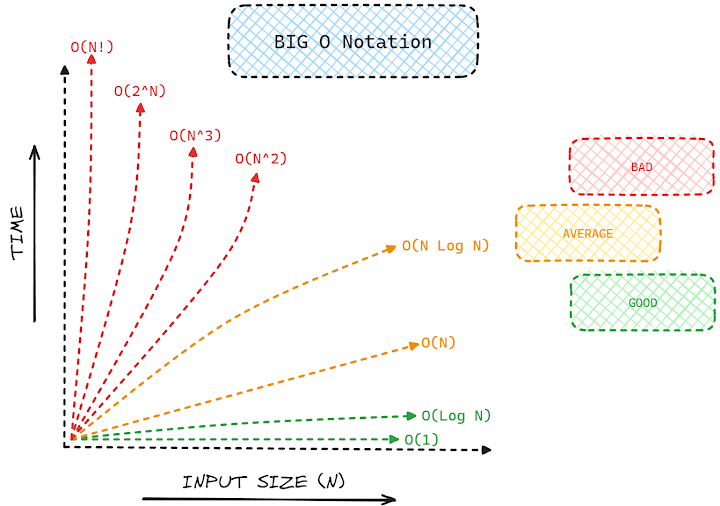 BIG O Notation
O(N!)
O(2^N)
O(N^3)
O(N^2)
BAD
AVERAGE
O(N Log N)
GOOD
O(N)
O(Log N)
O(1)
TIME
INPUT SIZE (N)